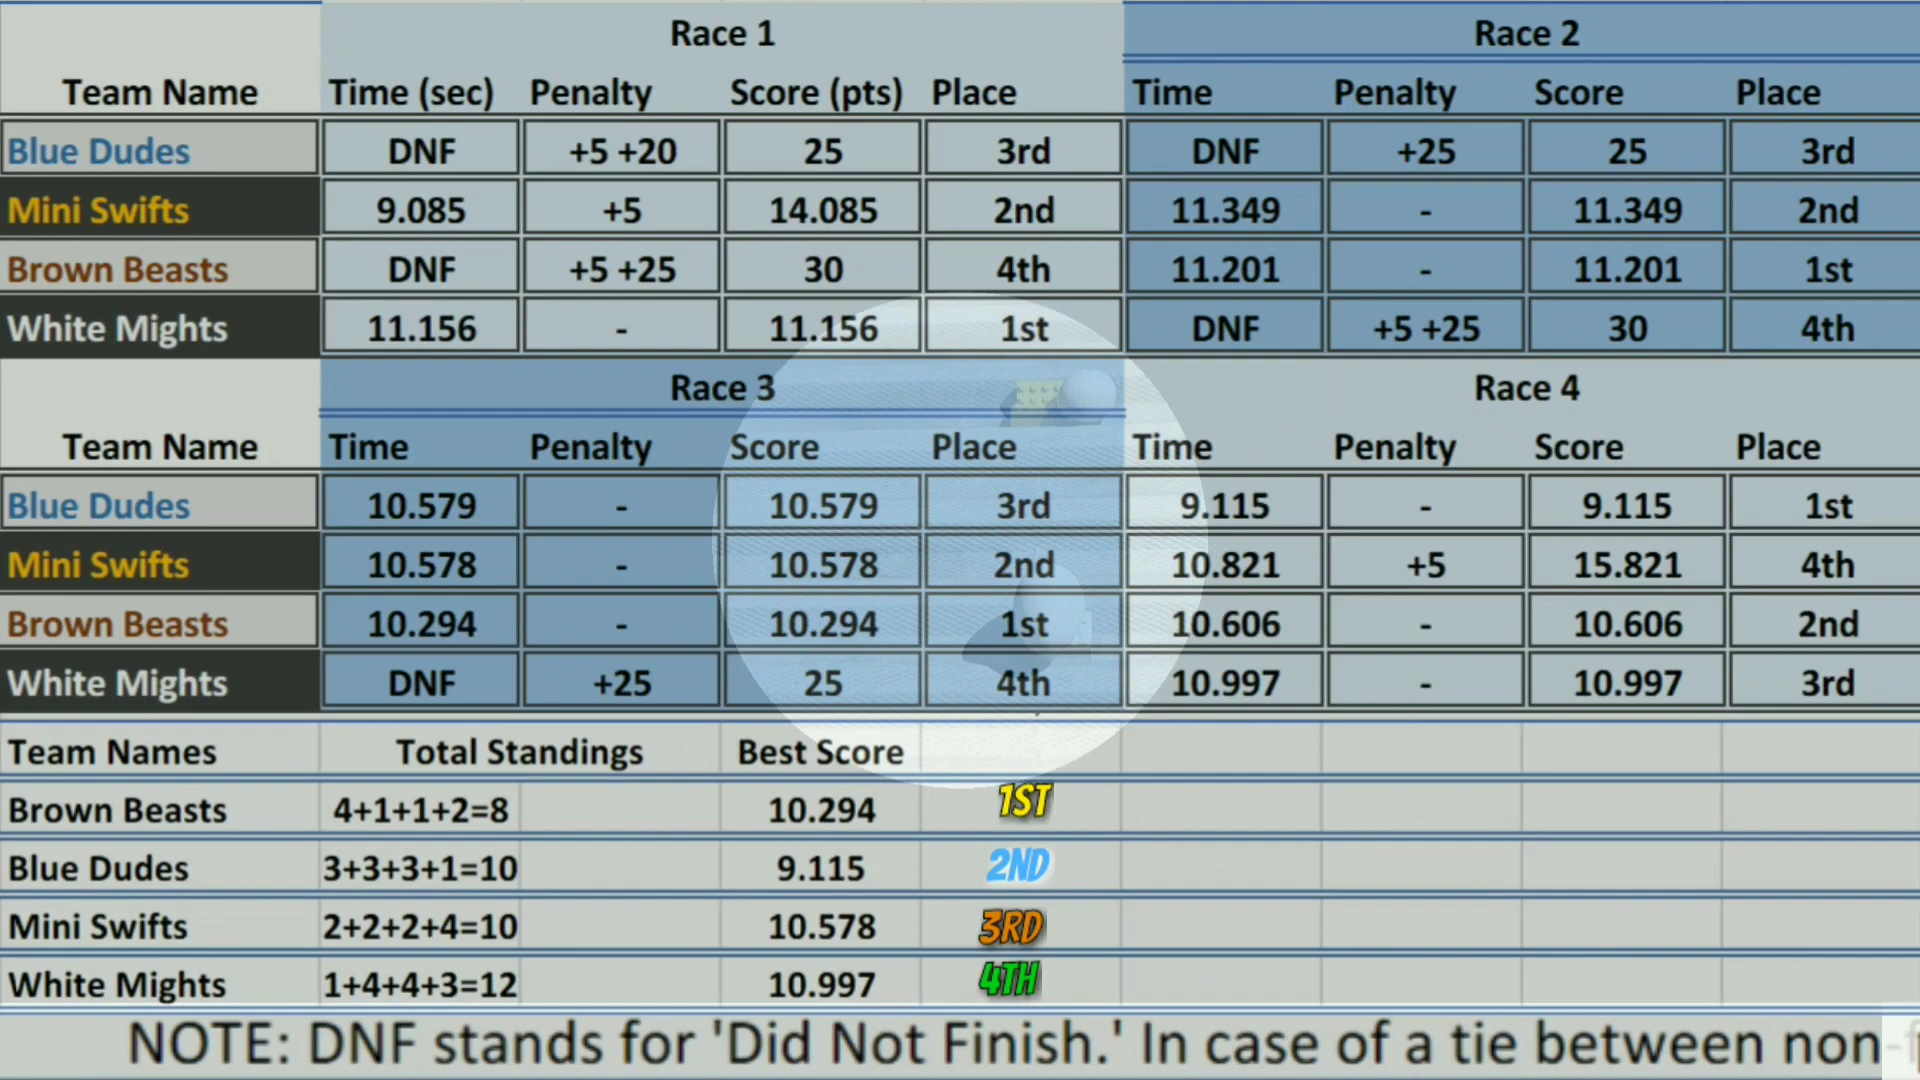 Race 1 Race 2
Team Name Time (sec) Penalty Score (pts) Place Time Penalty Score Place
Blue Dudes DNF +5 +20 25 3rd DNF +25 25 3rd
Mini Swifts 9.085 +5 14.085 2nd 11.349 - 11.349 2nd
Brown Beasts DNF +5 +25 30 4th 11.201 - 11.201 1st
White Mights 11.156 - 11.156 1st DNF +5 +25 30 4th
Race 3 Race 4
Team Name Time Penalty Score Place Time Penalty Score Place
Blue Dudes 10.579 - 10.579 3rd 9.115 - 9.115 1st
Mini Swifts 10.578 - 10.578 2nd 10.821 +5 15.821 4th
Brown Beasts 10.294 - 10.294 1st 10.606 - 10.606 2nd
White Mights DNF +25 25 4th 10.997 - 10.997 3rd
Team Names Total Standings Best Score
Brown Beasts 4+1+1+2=8 10.294 1ST
Blue Dudes 3+3+3+1=10 9.115 2ND
Mini Swifts 2+2+2+4=10 10.578 3RD
White Mights 1+4+4+3=12 10.997 4TH
NOTE: DNF stands for 'Did Not Finish.' In case of a tie between non-